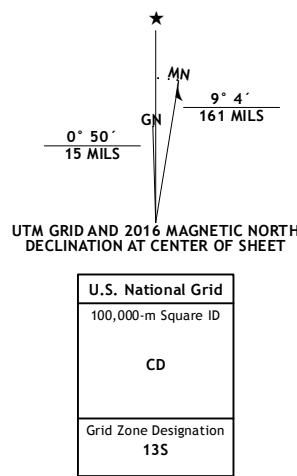 ★
MN
GN
9° 4´
161 MILS
0° 50´
15 MILS
UTM GRID AND 2016 MAGNETIC NORTH
DECLINATION AT CENTER OF SHEET
U.S. National Grid
100,000-m Square ID
CD
Grid Zone Designation
13S